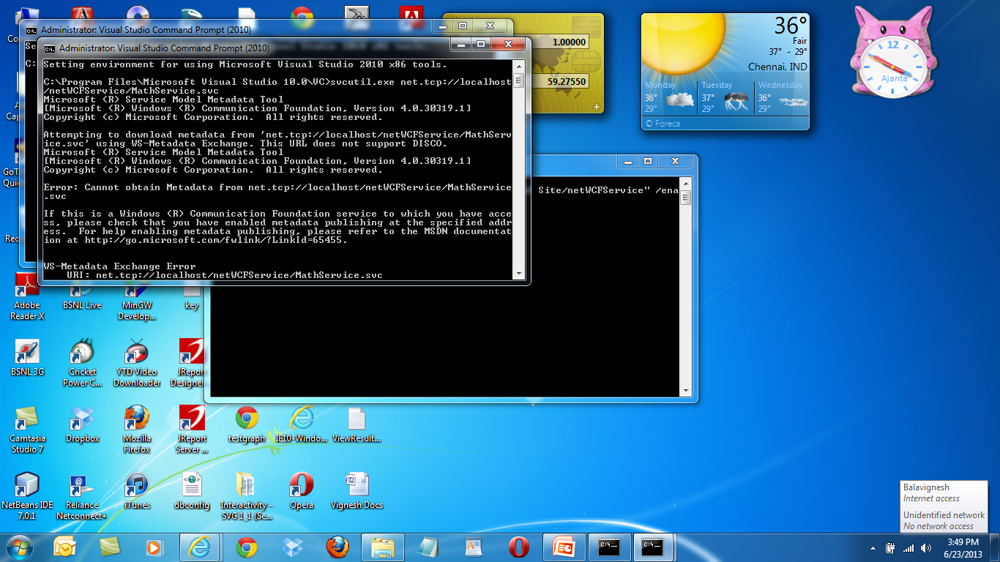 Administrator: Visual Studio Command Prompt (2010)
Administrator: Visual Studio Command Prompt (2010)
Setting environment for using Microsoft Visual Studio 2010 x86 tools.
C:\Program Files\Microsoft Visual Studio 10.0\VC>svcutil.exe net.tcp://localhost
/netWCFService/MathService.svc
Microsoft (R) Service Model Metadata Tool
[Microsoft (R) Windows (R) Communication Foundation, Version 4.0.30319.1]
Copyright (c) Microsoft Corporation.  All rights reserved.
Attempting to download metadata from 'net.tcp://localhost/netWCFService/MathServ
ice.svc' using WS-Metadata Exchange. This URL does not support DISCO.
Microsoft (R) Service Model Metadata Tool
[Microsoft (R) Windows (R) Communication Foundation, Version 4.0.30319.1]
Copyright (c) Microsoft Corporation.  All rights reserved.
Error: Cannot obtain Metadata from net.tcp://localhost/netWCFService/MathService
.svc
If this is a Windows (R) Communication Foundation service to which you have acce
ss, please check that you have enabled metadata publishing at the specified addr
ess.  For help enabling metadata publishing, please refer to the MSDN documentat
ion at http://go.microsoft.com/fwlink/?LinkId=65455.
WS-Metadata Exchange Error
URI: net.tcp://localhost/netWCFService/MathService.svc
Site/netWCFService" /ena
1.00000
59.27550
36°
Fair
37° - 29°
Chennai, IND
Monday
36°
29°
Tuesday
37°
29°
Wednesday
36°
29°
© Foreca
12
Ajanta
Adobe
Reader X
BSNL Live
MinGW
Develop...
key
BSNL 3G
Cricket
Power C...
YTD Video
Downloader
JReport
Designer
Camtasia
Studio 7
Dropbox
Mozilla
Firefox
JReport
Server ...
testgraph
IE10-Windo...
ViewResult...
NetBeans IDE
7.0.1
Reliance
Netconnect+
iTunes
dbconfig
Interactivity –
SVG 1_1 (Se...
Opera
Vignesh Docs
Balavignesh
Internet access
Unidentified network
No network access
3:49 PM
6/23/2013